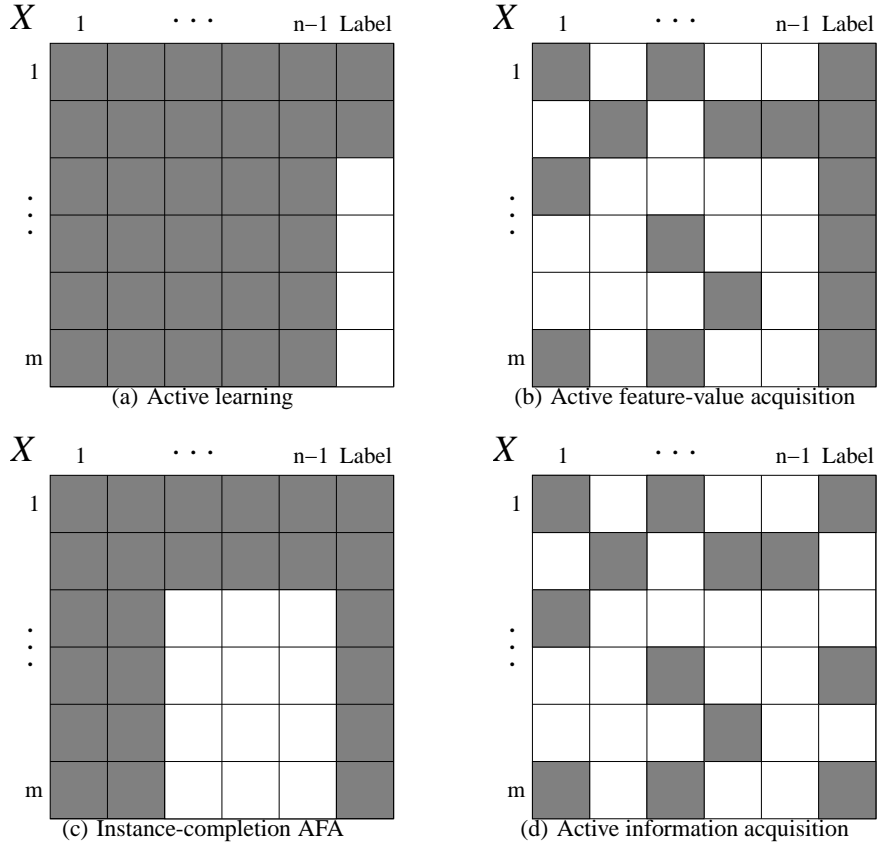 X 1 · · · n−1 Label
1
· · ·
m
(a) Active learning
X 1 · · · n−1 Label
1
· · ·
m
(b) Active feature-value acquisition
X 1 · · · n−1 Label
1
· · ·
m
(c) Instance-completion AFA
X 1 · · · n−1 Label
1
· · ·
m
(d) Active information acquisition